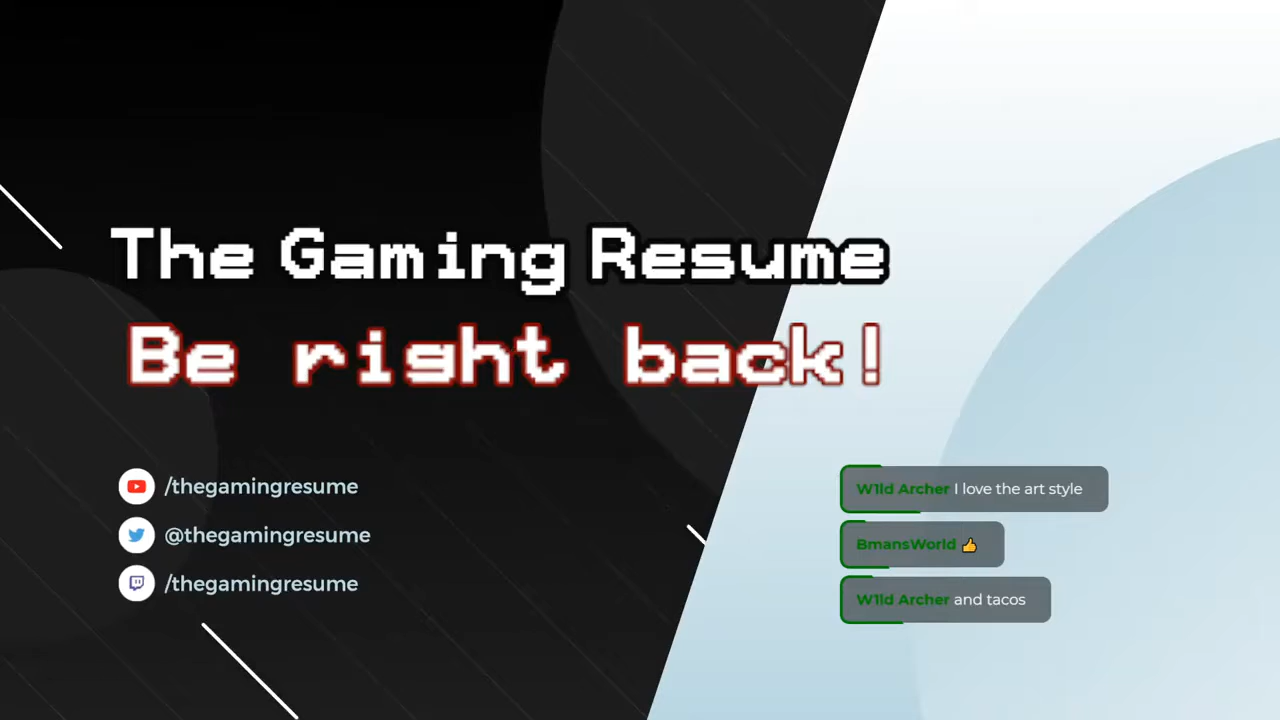 The Gaming Resume
Be right back!
/thegamingresume
@thegamingresume
/thegamingresume
W1ld Archer I love the art style
BmansWorld 👍
W1ld Archer and tacos